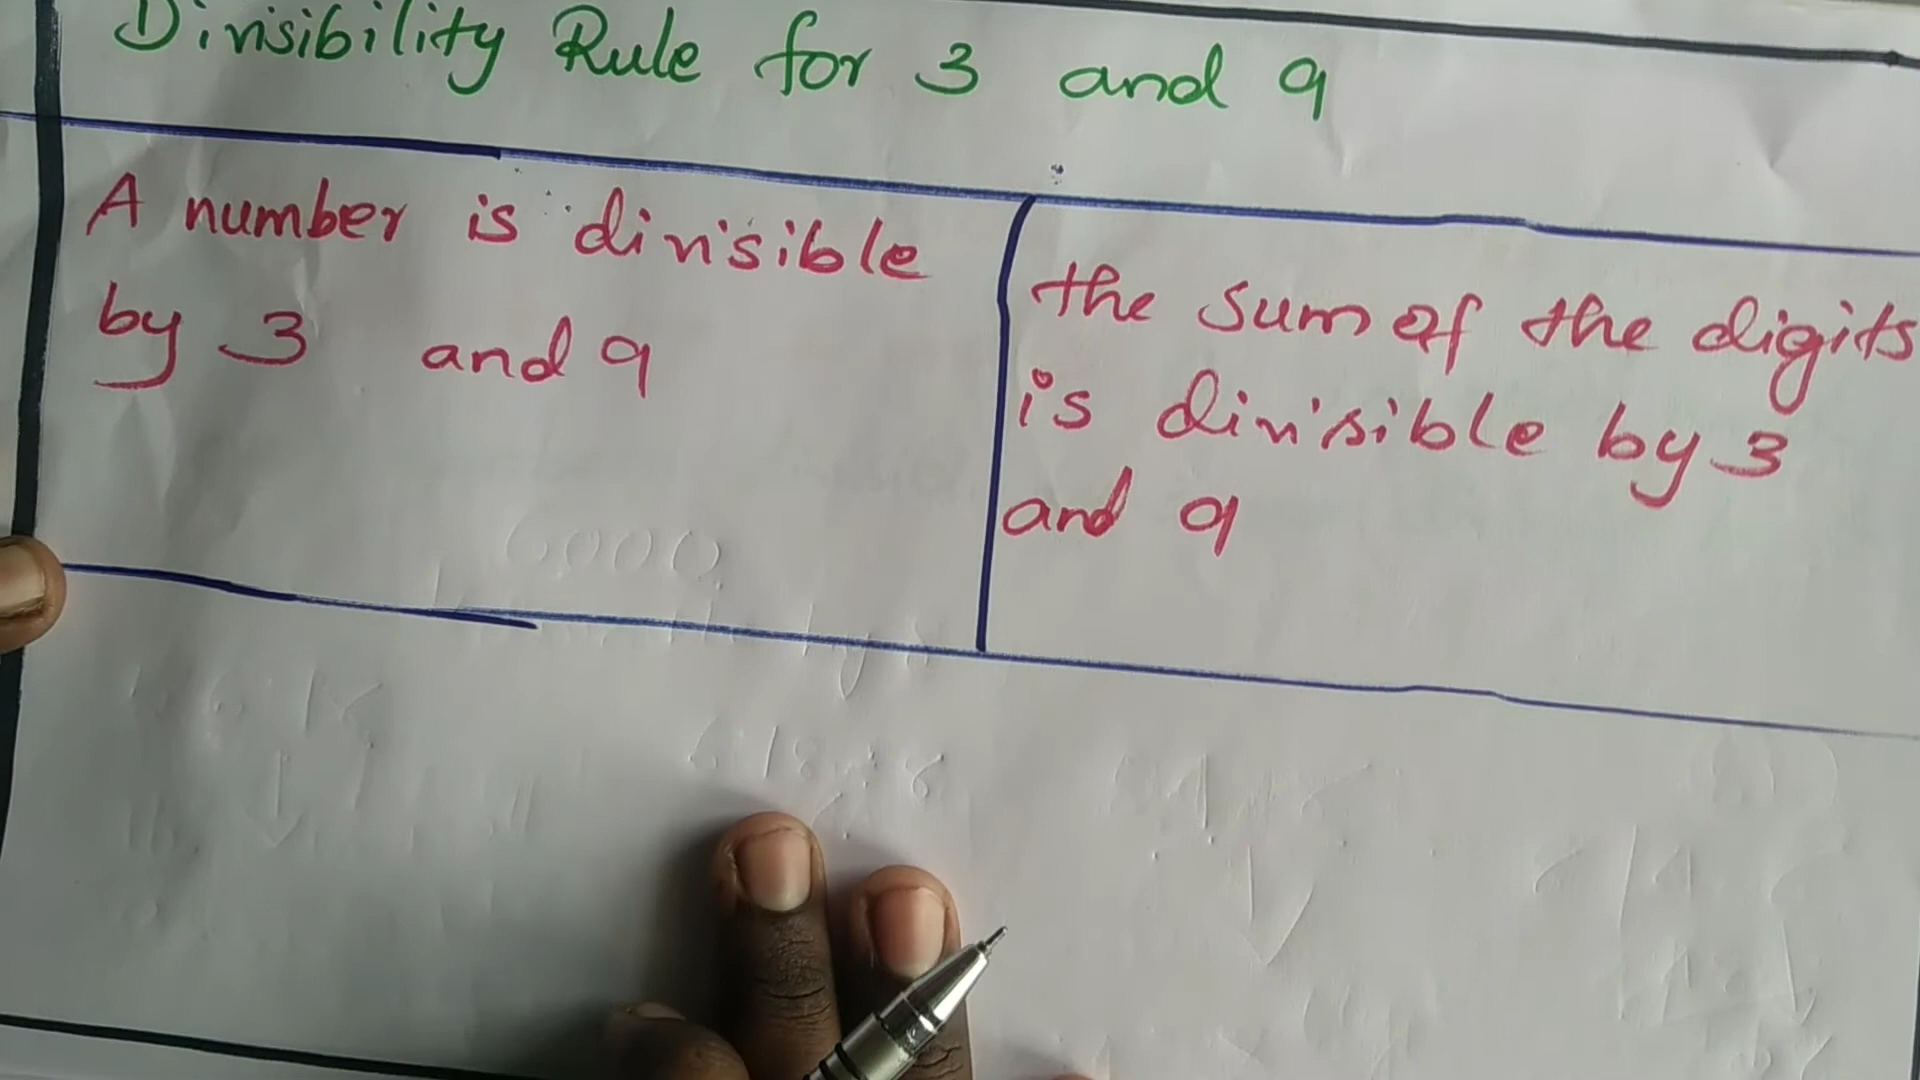 Divisibility Rule for 3 and 9
A number is divisible
by 3 and 9
the sum of the digits
is divisible by 3
and 9
6000